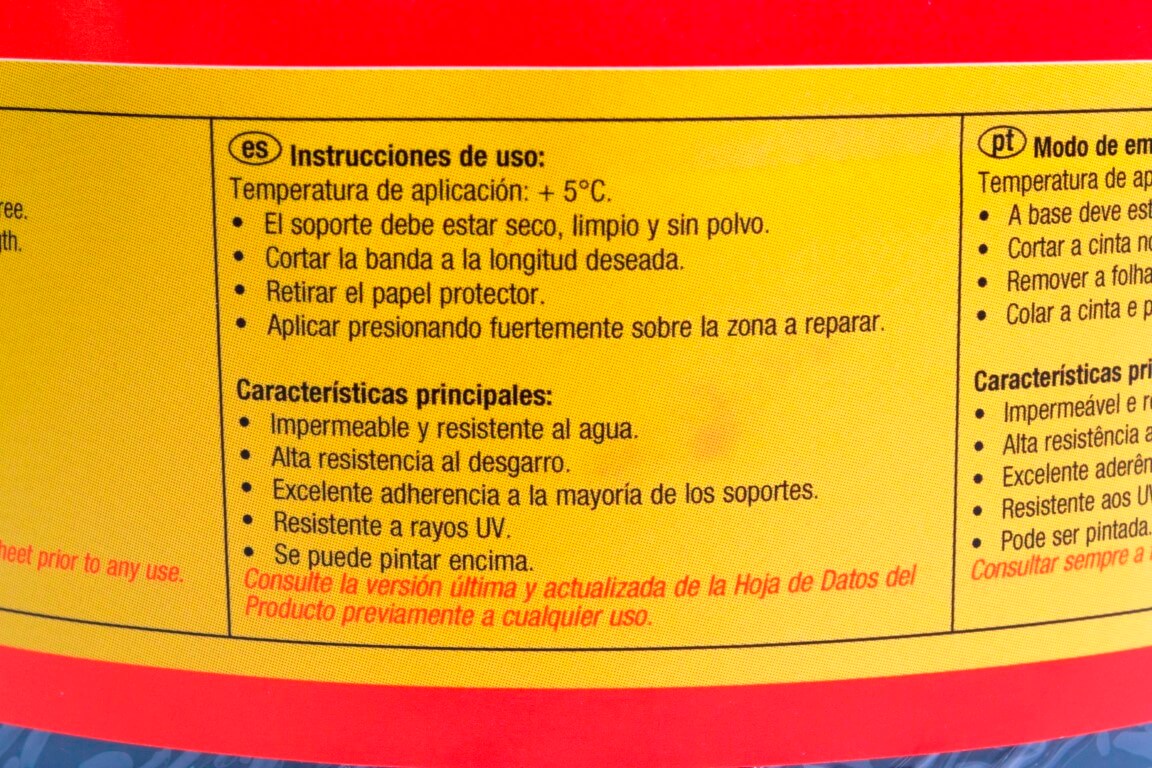 ree.
th.
heet prior to any use.
es Instrucciones de uso:
Temperatura de aplicación: + 5°C.
• El soporte debe estar seco, limpio y sin polvo.
• Cortar la banda a la longitud deseada.
• Retirar el papel protector.
• Aplicar presionando fuertemente sobre la zona a reparar.
Características principales:
• Impermeable y resistente al agua.
• Alta resistencia al desgarro.
• Excelente adherencia a la mayoría de los soportes.
• Resistente a rayos UV.
• Se puede pintar encima.
Consulte la versión última y actualizada de la Hoja de Datos del
Producto previamente a cualquier uso.
pt Modo de em
Temperatura de ap
• A base deve est
• Cortar a cinta no
• Remover a folha
• Colar a cinta e p
Características pri
• Impermeável e r
• Alta resistência a
• Excelente aderên
• Resistente aos UV
• Pode ser pintada.
Consultar sempre a